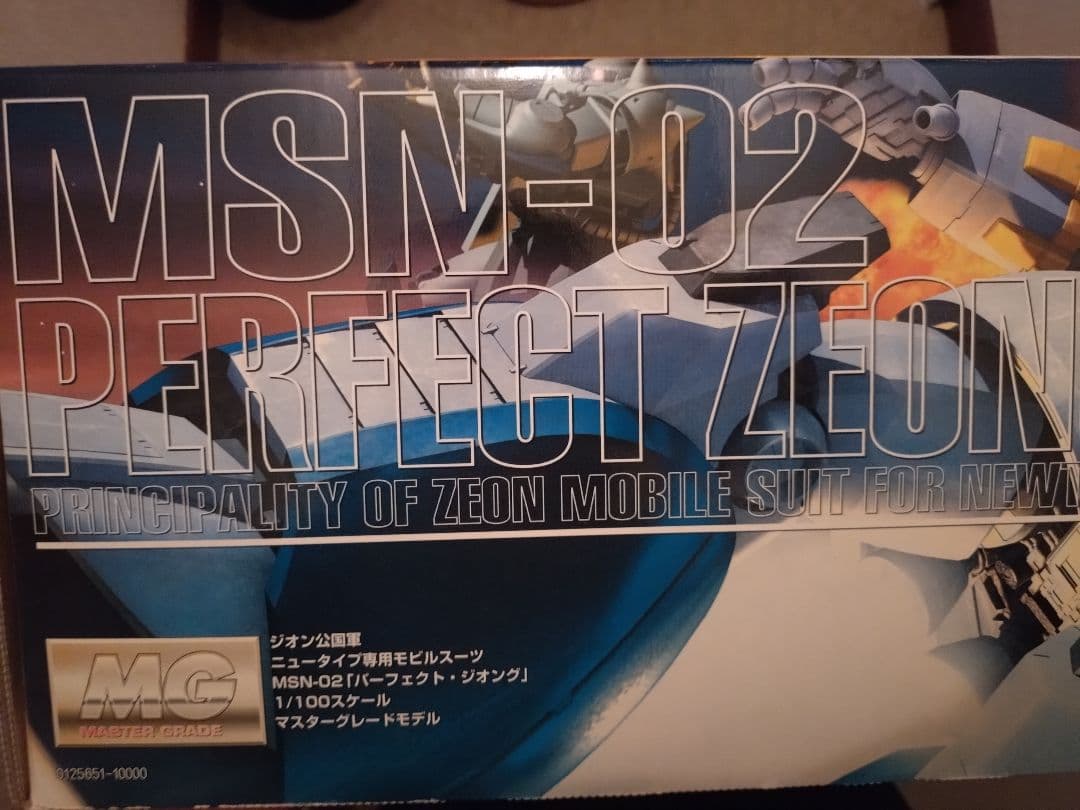 MSN-02
PERFECT ZEON
PRINCIPALITY OF ZEON MOBILE SUIT FOR NEWT
MG
MASTER GRADE
ジオン公国軍
ニュータイプ専用モビルスーツ
MSN-02「パーフェクト・ジオング」
1/100スケール
マスターグレードモデル
0125651-10000